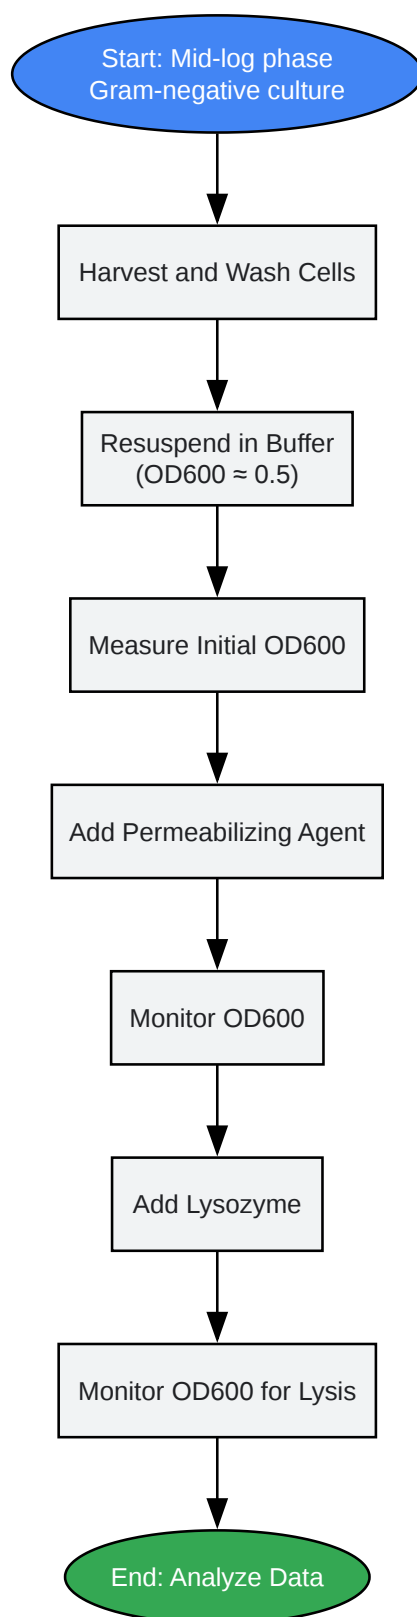 Start: Mid-log phase
Gram-negative culture
Harvest and Wash Cells
Resuspend in Buffer
(OD600 ≈ 0.5)
Measure Initial OD600
Add Permeabilizing Agent
Monitor OD600
Add Lysozyme
Monitor OD600 for Lysis
End: Analyze Data